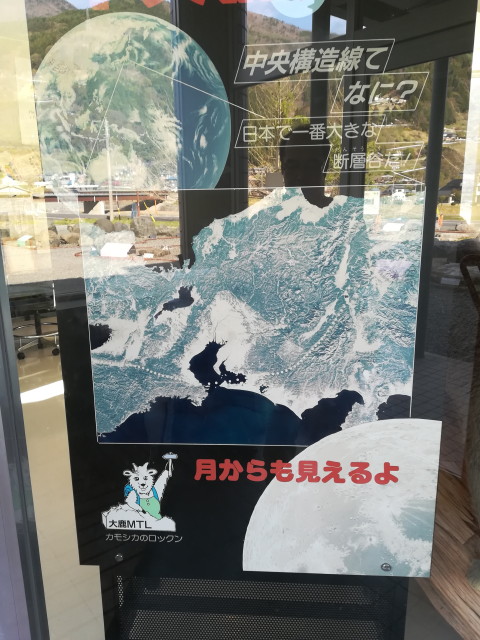 中央構造線て
なに?
日本で一番大きな
断層谷だ!
月からも見えるよ
大鹿MTL
カモシカのロックン